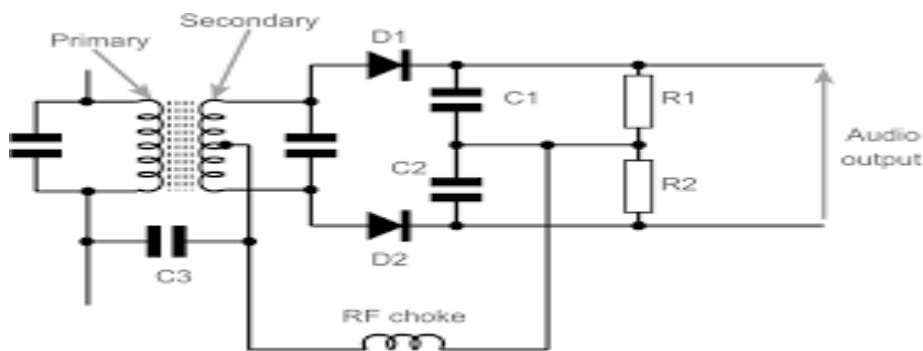 Secondary
Primary
D1
C1
R1
Audio
output
C2
R2
D2
C3
RF choke